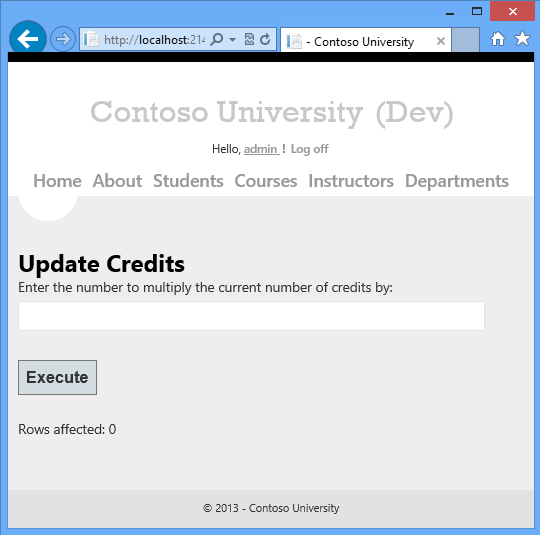 http://localhost:214
- Contoso University
Contoso University (Dev)
Hello, admin ! Log off
Home About Students Courses Instructors Departments
Update Credits
Enter the number to multiply the current number of credits by:
Execute
Rows affected: 0
© 2013 - Contoso University